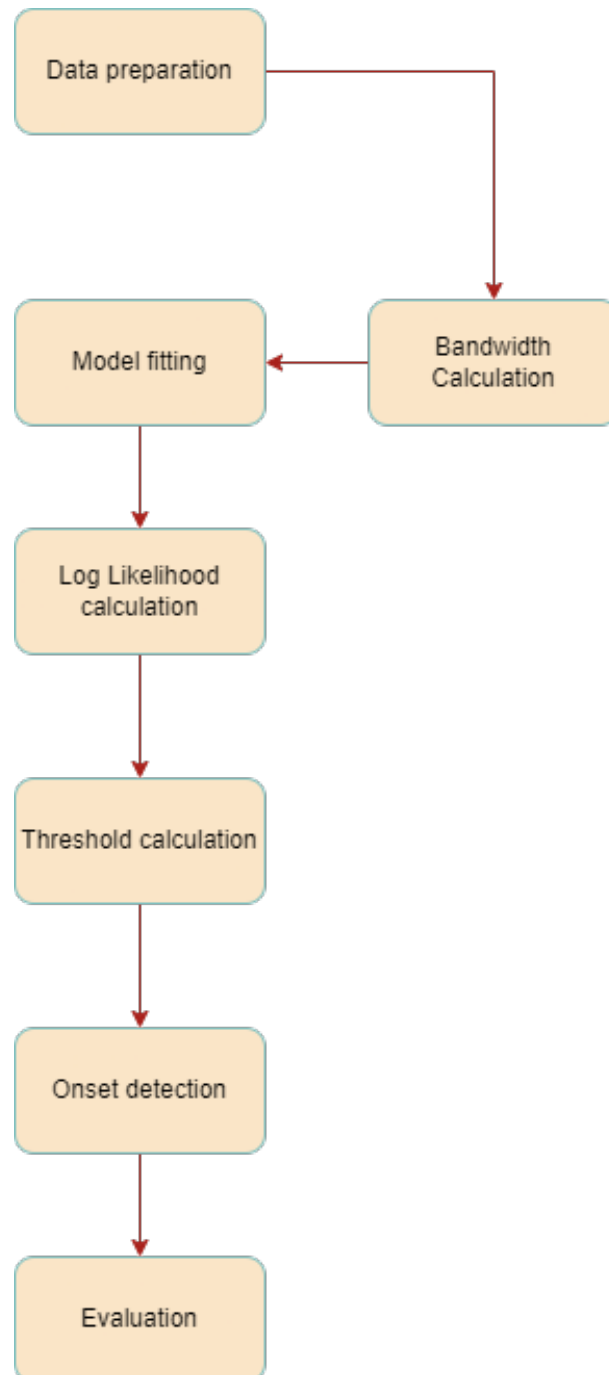 Data preparation
Bandwidth
Calculation
Model fitting
Log Likelihood
calculation
Threshold calculation
Onset detection
Evaluation